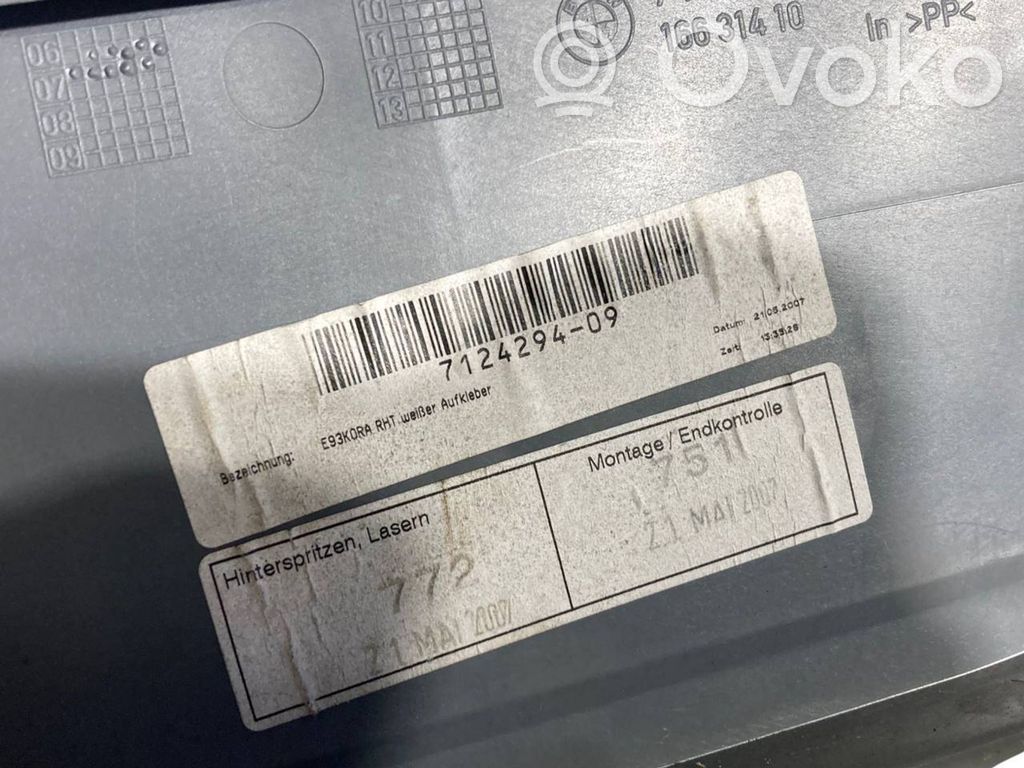 06
07
08
09
10
11
12
13
166 314 10
In >PP<
Ovoko
7124294-09
Bezeichnung: E93KORA RHT weißer Aufkleber
Datum: 21.05.2007
Zeit: 13:33:28
Hinterspritzen, Lasern
772
21 MAI 2007
Montage / Endkontrolle
7511
21 MAI 2007